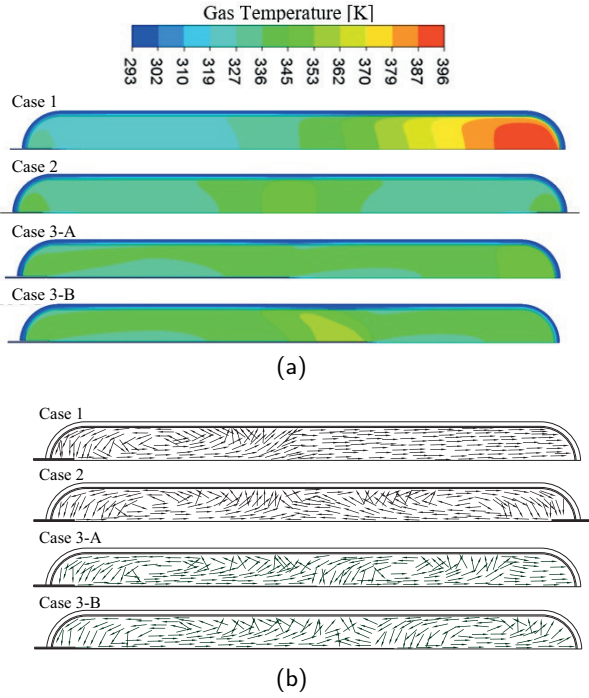 Gas Temperature [K]
293 302 310 319 327 336 345 353 362 370 379 387 396
Case 1
Case 2
Case 3-A
Case 3-B
(a)
Case 1
Case 2
Case 3-A
Case 3-B
(b)